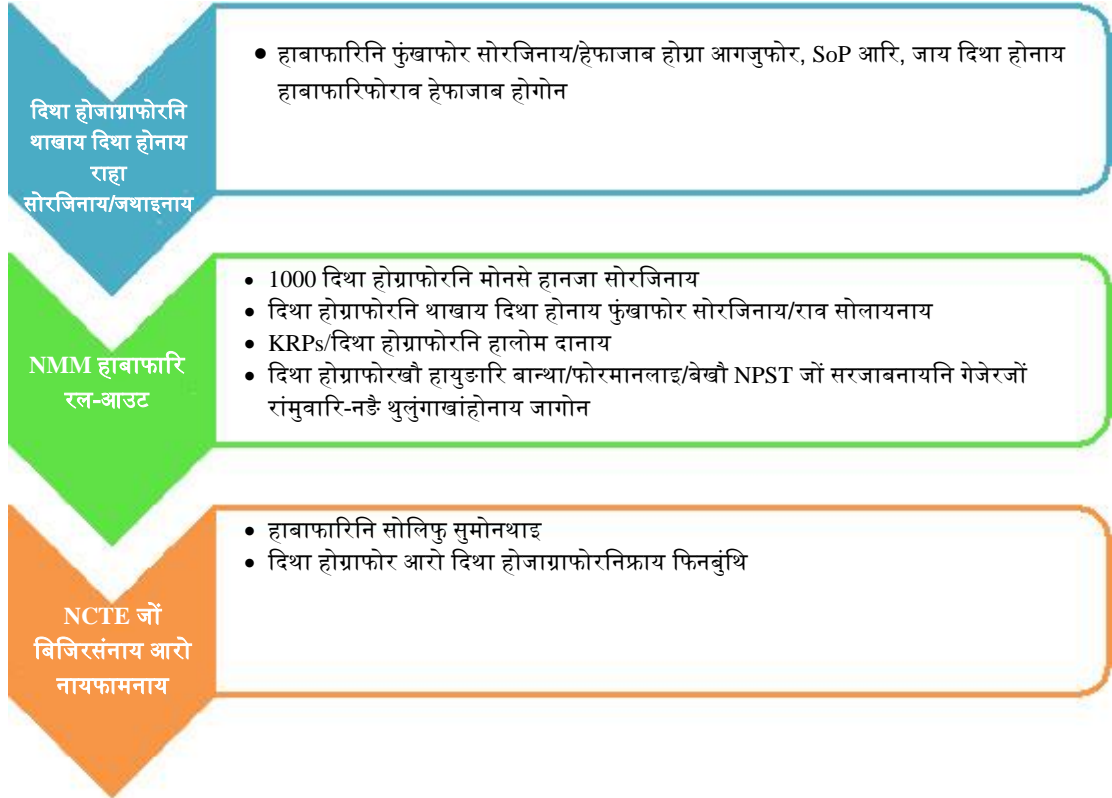 दिथा होजाग्राफोरनि
थाखाय दिथा होनाय
राहा
सोरजिनाय/जथाइनाय
● हाबाफारिनि फुंखाफोर सोरजिनाय/हेफाजाब होग्रा आगजुफोर, SoP आरि, जाय दिथा होनाय
हाबाफारिफोराव हेफाजाब होगोन
NMM हाबाफारि
रल-आउट
● 1000 दिथा होग्राफोरनि मोनसे हानजा सोरजिनाय
● दिथा होग्राफोरनि थाखाय दिथा होनाय फुंखाफोर सोरजिनाय/राव सोलायनाय
● KRPs/दिथा होग्राफोरनि हालोम दानाय
● दिथा होग्राफोरखौ हायुङारि बान्था/फोरमानलाइ/बेखौ NPST जों सरजाबनायनि गेजेरजों
रांमुवारि-नङै थुलुंगाखांहोनाय जागोन
NCTE जों
बिजिरसंनाय आरो
नायफामनाय
● हाबाफारिनि सोलिफु सुमोनथाइ
● दिथा होग्राफोर आरो दिथा होजाग्राफोरनिफ्राय फिनबुंथि